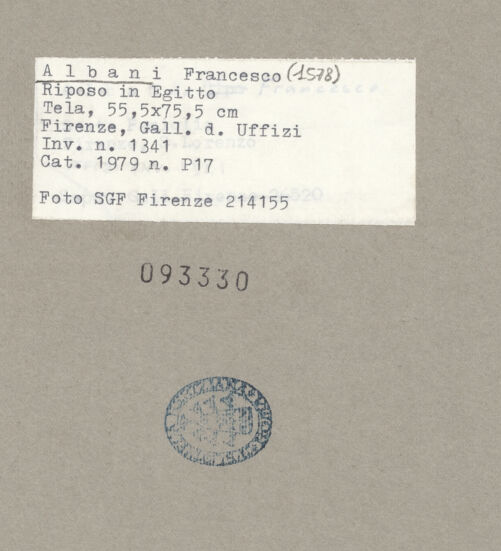 Albani Francesco (1578)
Riposo in Egitto
Tela, 55,5x75,5 cm
Firenze, Gall. d. Uffizi
Inv. n. 1341
Cat. 1979 n. P17
Foto SGF Firenze 214155
093330